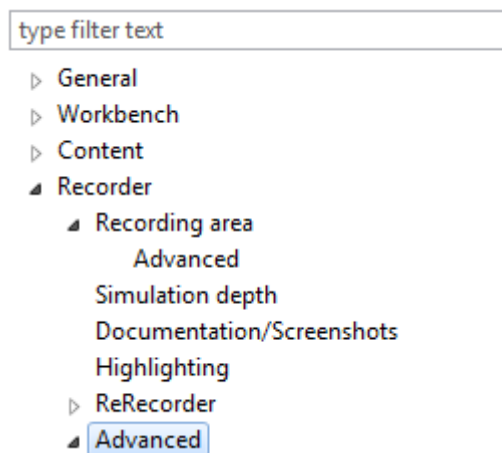 type filter text
General
Workbench
Content
Recorder
Recording area
Advanced
Simulation depth
Documentation/Screenshots
Highlighting
ReRecorder
Advanced